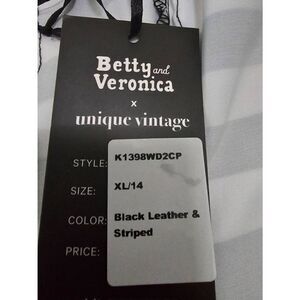 Betty and
Veronica
x
unique vintage
STYLE: K1398WD2CP
SIZE: XL/14
COLOR: Black Leather &
Striped
PRICE: